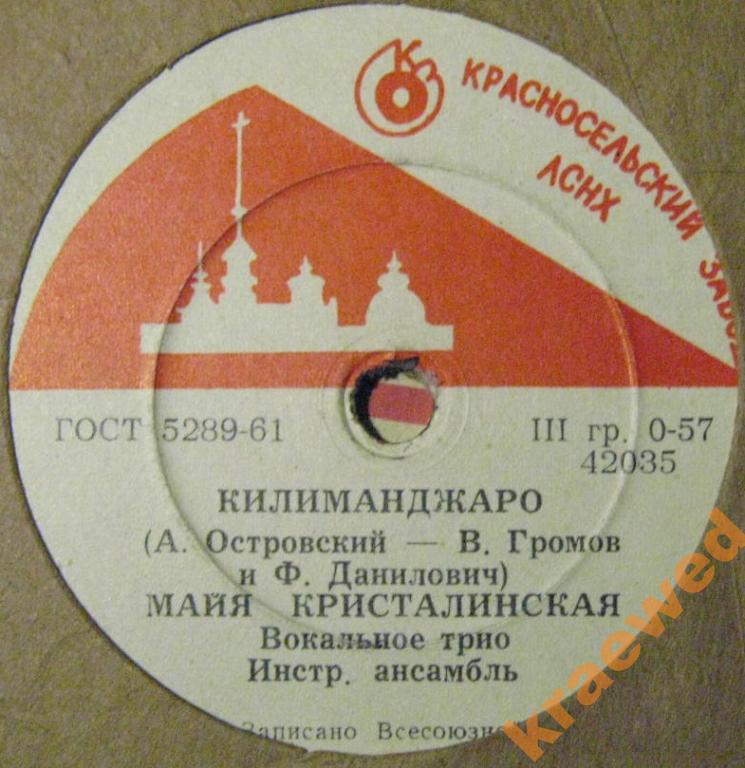 КРАСНОСЕЛЬСКИЙ
ЛСНХ
ГОСТ 5289-61
III гр. 0-57
42035
КИЛИМАНДЖАРО
(А. Островский — В. Громов
и Ф. Данилович)
МАЙЯ КРИСТАЛИНСКАЯ
Вокальное трио
Инстр. ансамбль
Записано
kraewed